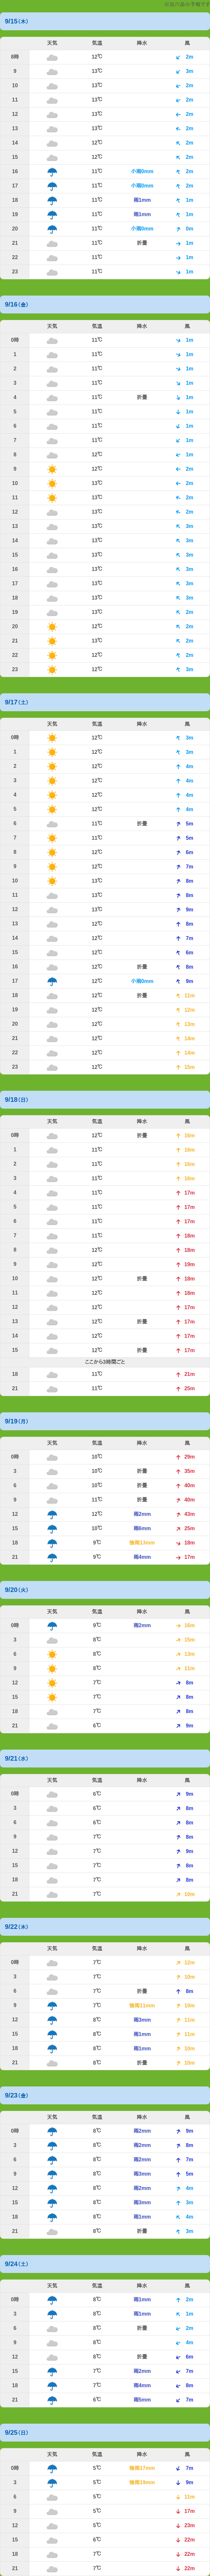 9/15(木)
天気 気温 降水 風
8時 12℃ 2m
9 13℃ 3m
10 13℃ 2m
11 13℃ 2m
12 13℃ 2m
13 13℃ 2m
14 12℃ 2m
15 12℃ 2m
16 11℃ 小雨0mm 2m
17 11℃ 小雨0mm 2m
18 11℃ 雨1mm 1m
19 11℃ 雨1mm 1m
20 11℃ 小雨0mm 0m
21 11℃ 折畳 1m
22 11℃ 1m
23 11℃ 1m
9/16(金)
天気 気温 降水 風
0時 11℃ 1m
1 11℃ 1m
2 11℃ 1m
3 11℃ 1m
4 11℃ 折畳 1m
5 11℃ 1m
6 11℃ 1m
7 11℃ 1m
8 12℃ 1m
9 12℃ 2m
10 13℃ 2m
11 13℃ 2m
12 13℃ 2m
13 13℃ 3m
14 13℃ 3m
15 13℃ 3m
16 13℃ 3m
17 13℃ 3m
18 13℃ 3m
19 13℃ 2m
20 12℃ 2m
21 13℃ 2m
22 12℃ 2m
23 12℃ 3m
9/17(土)
天気 気温 降水 風
0時 12℃ 3m
1 12℃ 3m
2 11℃ 4m
3 11℃ 4m
4 11℃ 4m
5 12℃ 4m
6 11℃ 折畳 5m
7 11℃ 5m
8 12℃ 6m
9 12℃ 7m
10 13℃ 8m
11 13℃ 8m
12 13℃ 9m
13 12℃ 8m
14 12℃ 7m
15 12℃ 6m
16 12℃ 折畳 8m
17 12℃ 小雨0mm 9m
18 12℃ 折畳 11m
19 12℃ 12m
20 12℃ 13m
21 12℃ 14m
22 12℃ 14m
23 12℃ 15m
9/18(日)
天気 気温 降水 風
0時 12℃ 折畳 16m
1 11℃ 16m
2 11℃ 16m
3 11℃ 16m
4 11℃ 17m
5 11℃ 17m
6 11℃ 17m
7 11℃ 18m
8 12℃ 18m
9 12℃ 19m
10 12℃ 折畳 18m
11 12℃ 18m
12 12℃ 17m
13 12℃ 折畳 17m
14 12℃ 17m
15 12℃ 折畳 17m
ここから3時間ごと
18 11℃ 21m
21 11℃ 25m
9/19(月)
天気 気温 降水 風
0時 10℃ 29m
3 10℃ 折畳 35m
6 10℃ 折畳 40m
9 11℃ 折畳 40m
12 12℃ 雨2mm 43m
15 10℃ 雨6mm 25m
18 9℃ 強雨13mm 18m
21 9℃ 雨4mm 17m
9/20(火)
天気 気温 降水 風
0時 9℃ 雨2mm 16m
3 8℃ 15m
6 8℃ 13m
9 8℃ 11m
12 7℃ 8m
15 7℃ 8m
18 7℃ 8m
21 6℃ 9m
9/21(水)
天気 気温 降水 風
0時 6℃ 9m
3 6℃ 8m
6 6℃ 8m
9 7℃ 8m
12 7℃ 9m
15 7℃ 8m
18 7℃ 8m
21 7℃ 10m
9/22(木)
天気 気温 降水 風
0時 7℃ 12m
3 7℃ 10m
6 7℃ 折畳 8m
9 7℃ 強雨11mm 10m
12 8℃ 雨3mm 11m
15 8℃ 雨1mm 11m
18 8℃ 雨1mm 10m
21 8℃ 折畳 10m
9/23(金)
天気 気温 降水 風
0時 8℃ 雨2mm 9m
3 8℃ 雨2mm 8m
6 8℃ 雨2mm 7m
9 8℃ 雨3mm 5m
12 8℃ 雨2mm 4m
15 8℃ 雨3mm 3m
18 8℃ 雨1mm 4m
21 8℃ 折畳 3m
9/24(土)
天気 気温 降水 風
0時 8℃ 雨1mm 2m
3 8℃ 雨1mm 1m
6 8℃ 折畳 2m
9 8℃ 4m
12 8℃ 折畳 6m
15 7℃ 雨2mm 7m
18 7℃ 雨4mm 8m
21 6℃ 雨5mm 7m
9/25(日)
天気 気温 降水 風
0時 5℃ 強雨17mm 7m
3 5℃ 強雨19mm 9m
6 5℃ 11m
9 5℃ 17m
12 5℃ 23m
15 6℃ 22m
18 7℃ 22m
21 7℃ 22m